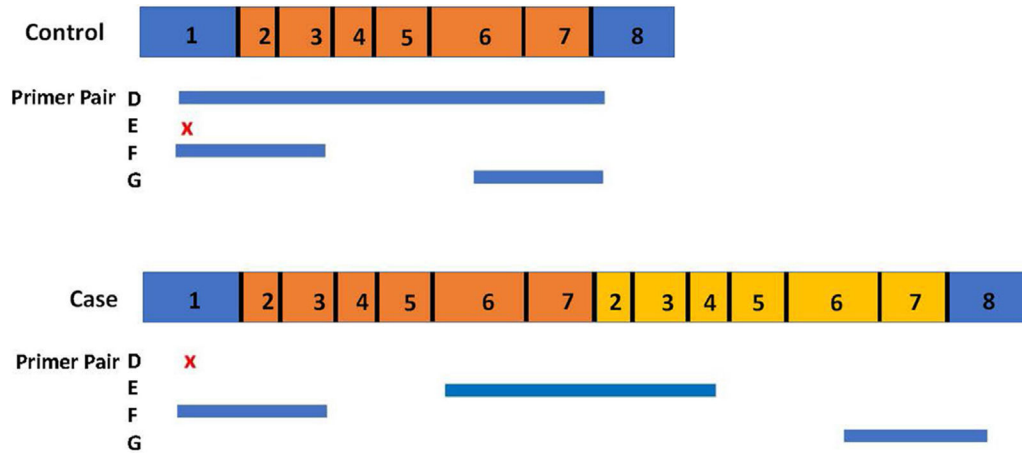 Control 1 2 3 4 5 6 7 8
Primer Pair D
E X
F
G
Case 1 2 3 4 5 6 7 2 3 4 5 6 7 8
Primer Pair D X
E
F
G